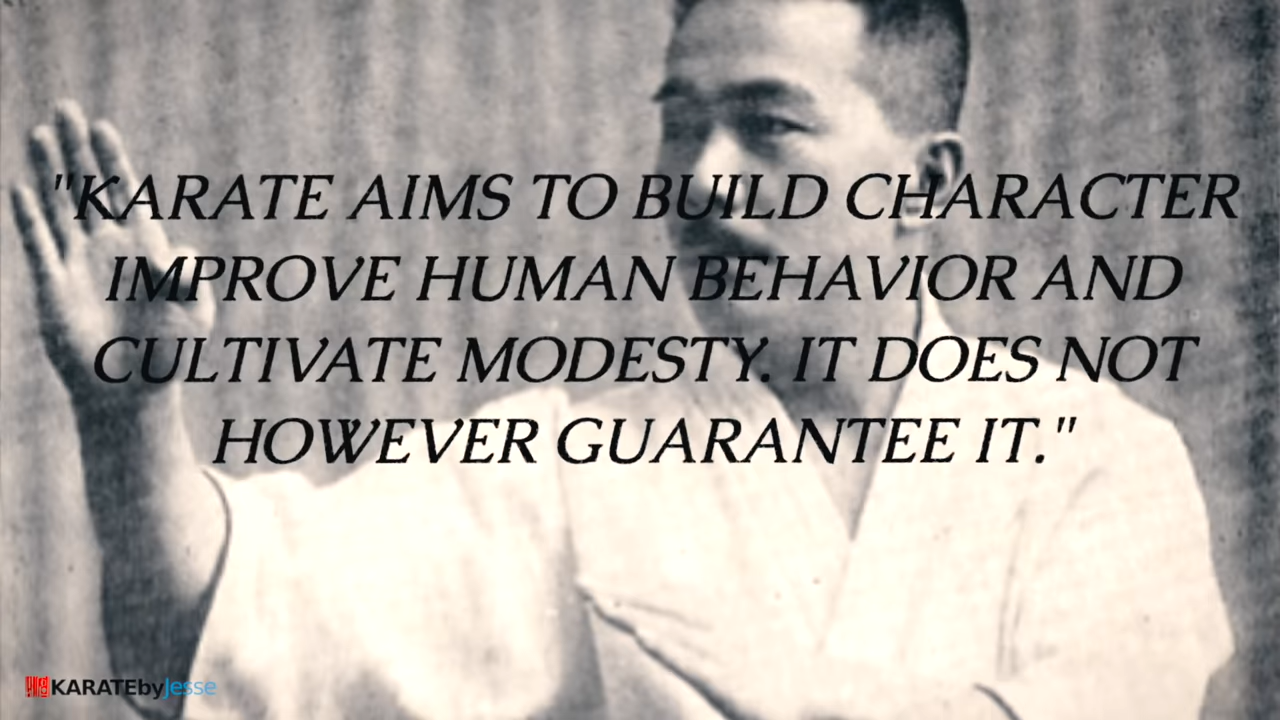 "KARATE AIMS TO BUILD CHARACTER
IMPROVE HUMAN BEHAVIOR AND
CULTIVATE MODESTY. IT DOES NOT
HOWEVER GUARANTEE IT."
KARATEbyJesse